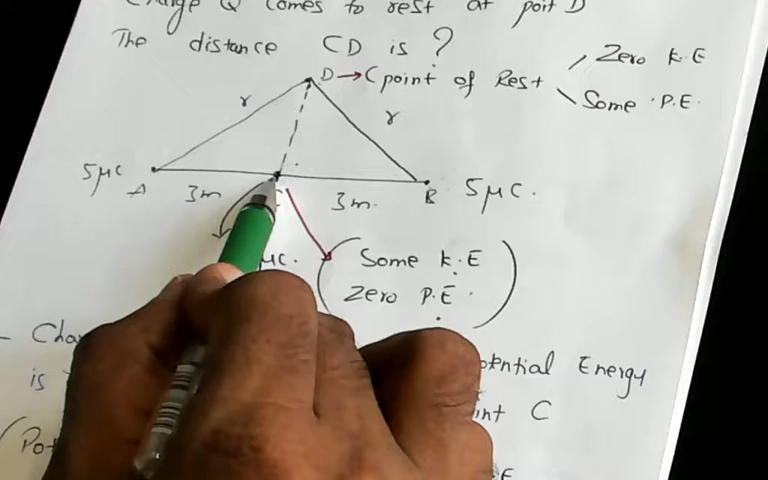 Charge Q comes to rest at poit D
The distance CD is ?
D → (point of Rest
Zero K.E
Some P.E.
r
r
5μC
A
3m
3m.
B
5μC.
μC.
Some K.E
Zero P.E.
- Cha
otential Energy
is
int C
(Pot